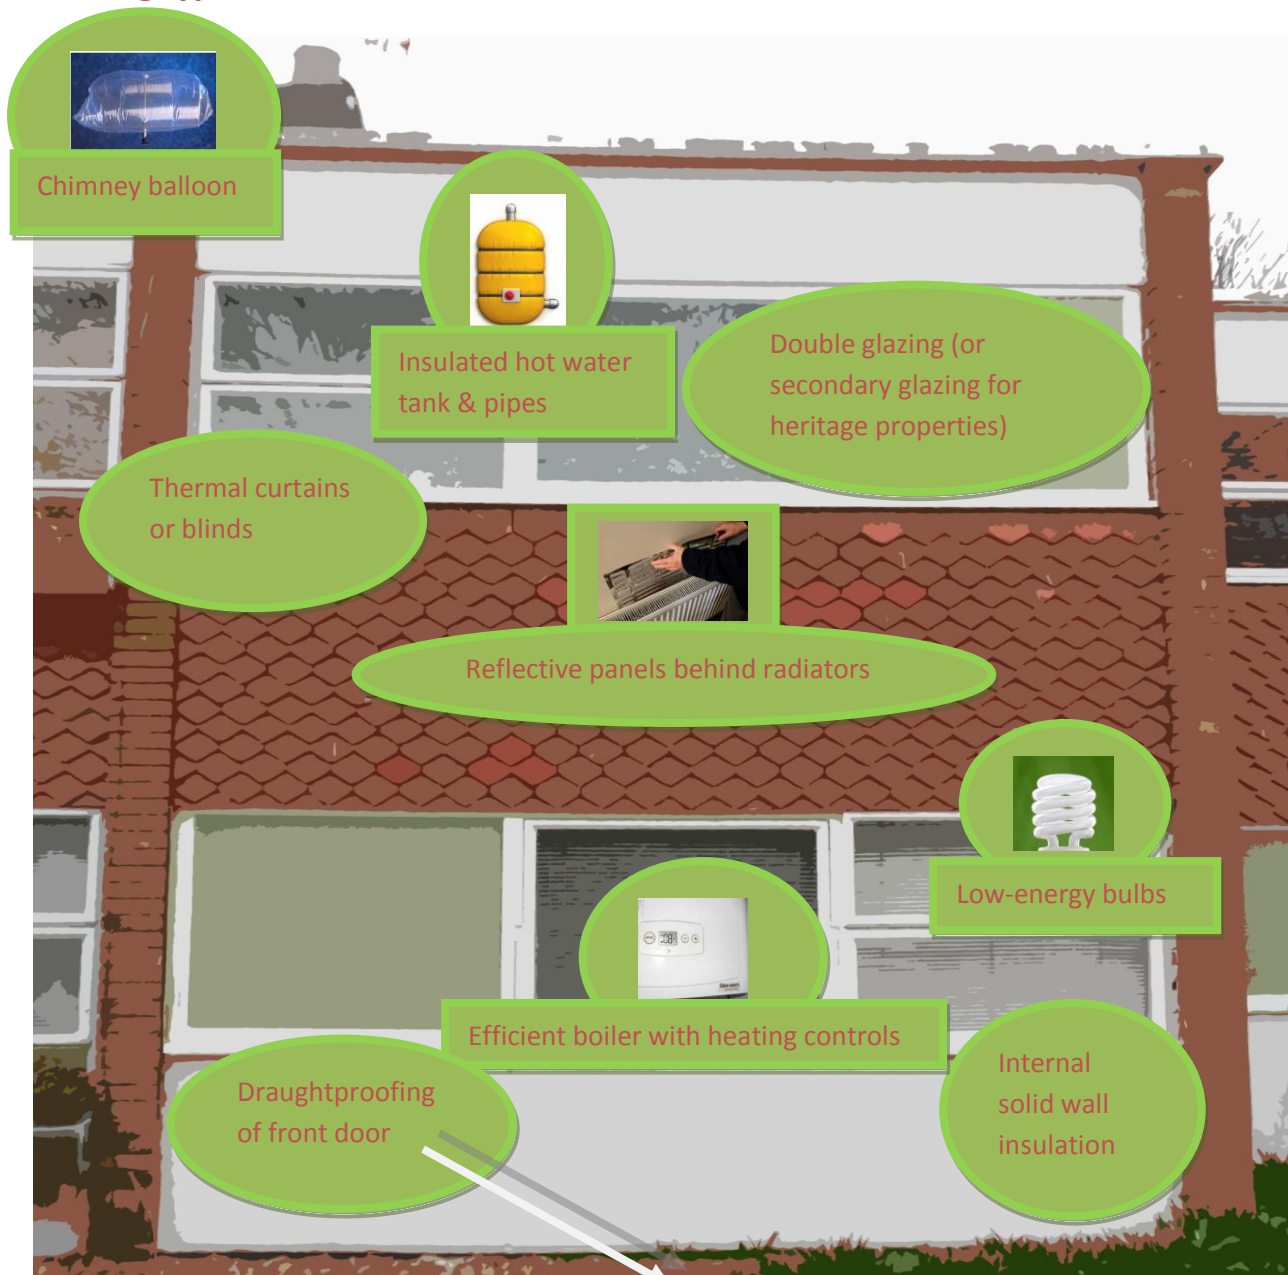 Chimney balloon
Insulated hot water
tank & pipes
Double glazing (or
secondary glazing for
heritage properties)
Thermal curtains
or blinds
Reflective panels behind radiators
Low-energy bulbs
Efficient boiler with heating controls
Internal
solid wall
insulation
Draughtproofing
of front door